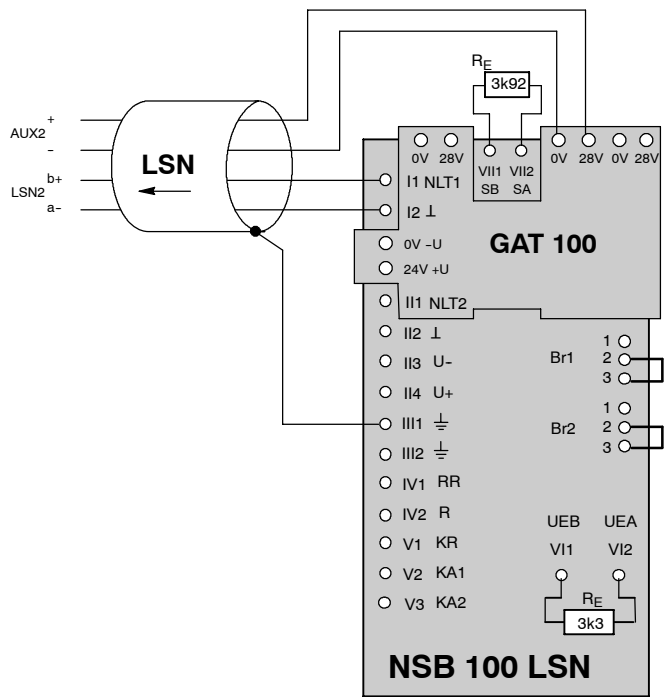 RE
3k92
+
AUX2
–
LSN
b+
LSN2
a–
0V 28V
VII1 VII2
SB SA
0V 28V 0V 28V
I1 NLT1
I2 ⊥
GAT 100
0V –U
24V +U
II1 NLT2
II2 ⊥
II3 U–
II4 U+
III1 ⏚
III2 ⏚
IV1 RR
IV2 R
V1 KR
V2 KA1
V3 KA2
Br1
1
2
3
Br2
1
2
3
UEB UEA
VI1 VI2
RE
3k3
NSB 100 LSN